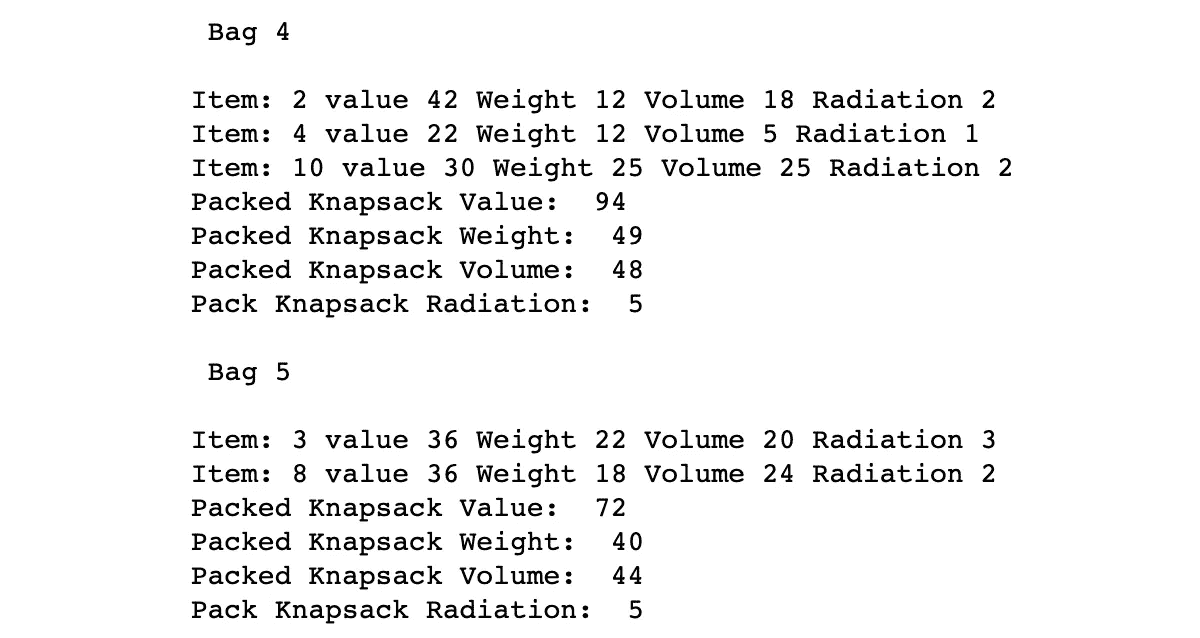 Bag 4
Item: 2 value 42 Weight 12 Volume 18 Radiation 2
Item: 4 value 22 Weight 12 Volume 5 Radiation 1
Item: 10 value 30 Weight 25 Volume 25 Radiation 2
Packed Knapsack Value:  94
Packed Knapsack Weight:  49
Packed Knapsack Volume:  48
Pack Knapsack Radiation:  5
Bag 5
Item: 3 value 36 Weight 22 Volume 20 Radiation 3
Item: 8 value 36 Weight 18 Volume 24 Radiation 2
Packed Knapsack Value:  72
Packed Knapsack Weight:  40
Packed Knapsack Volume:  44
Pack Knapsack Radiation:  5